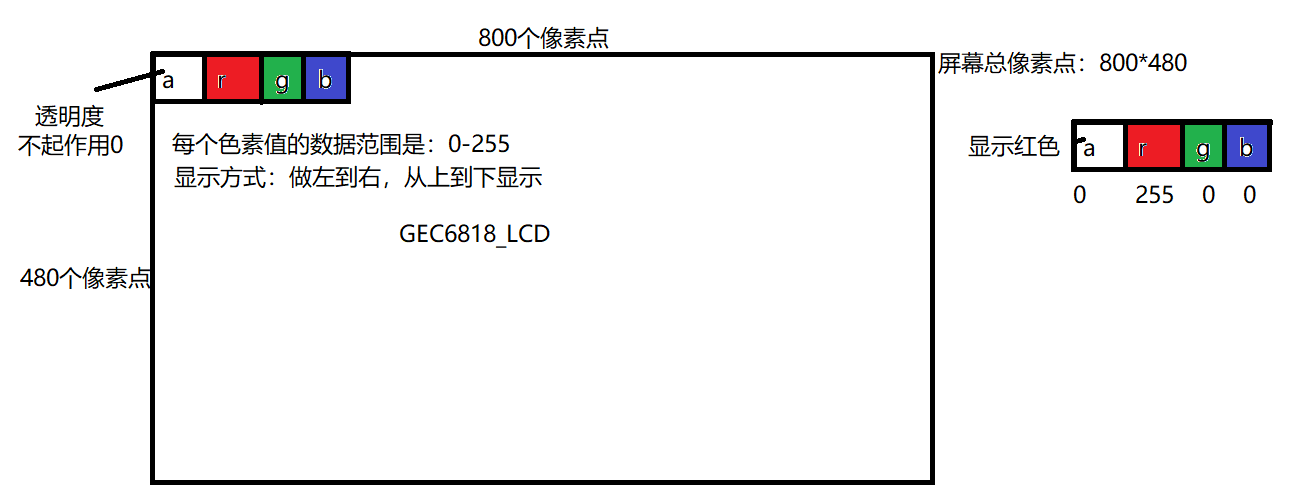 800个像素点
屏幕总像素点：800*480
a r g b
透明度
不起作用0
每个色素值的数据范围是：0-255
显示方式：做左到右，从上到下显示
显示红色
a r g b
0 255 0 0
GEC6818_LCD
480个像素点